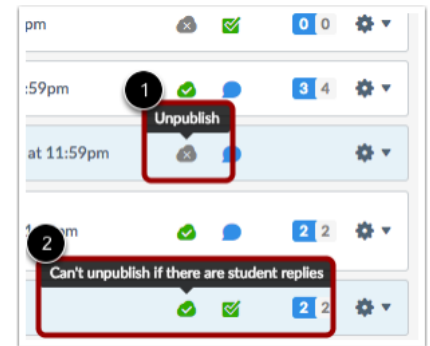 pm 0 0
:59pm 3 4
1
Unpublish
at 11:59pm
2 2
2
Can't unpublish if there are student replies
2 2